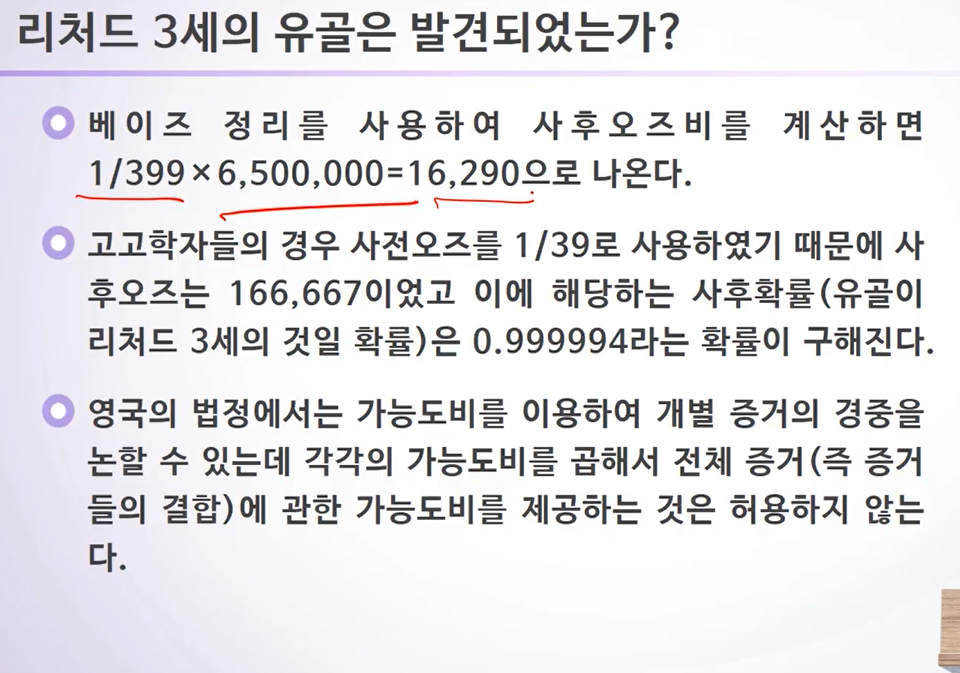 리처드 3세의 유골은 발견되었는가?
베이즈 정리를 사용하여 사후오즈비를 계산하면
1/399×6,500,000=16,290으로 나온다.
고고학자들의 경우 사전오즈를 1/39로 사용하였기 때문에 사
후오즈는 166,667이었고 이에 해당하는 사후확률(유골이
리처드 3세의 것일 확률)은 0.999994라는 확률이 구해진다.
영국의 법정에서는 가능도비를 이용하여 개별 증거의 경중을
논할 수 있는데 각각의 가능도비를 곱해서 전체 증거(즉 증거
들의 결합)에 관한 가능도비를 제공하는 것은 허용하지 않는
다.